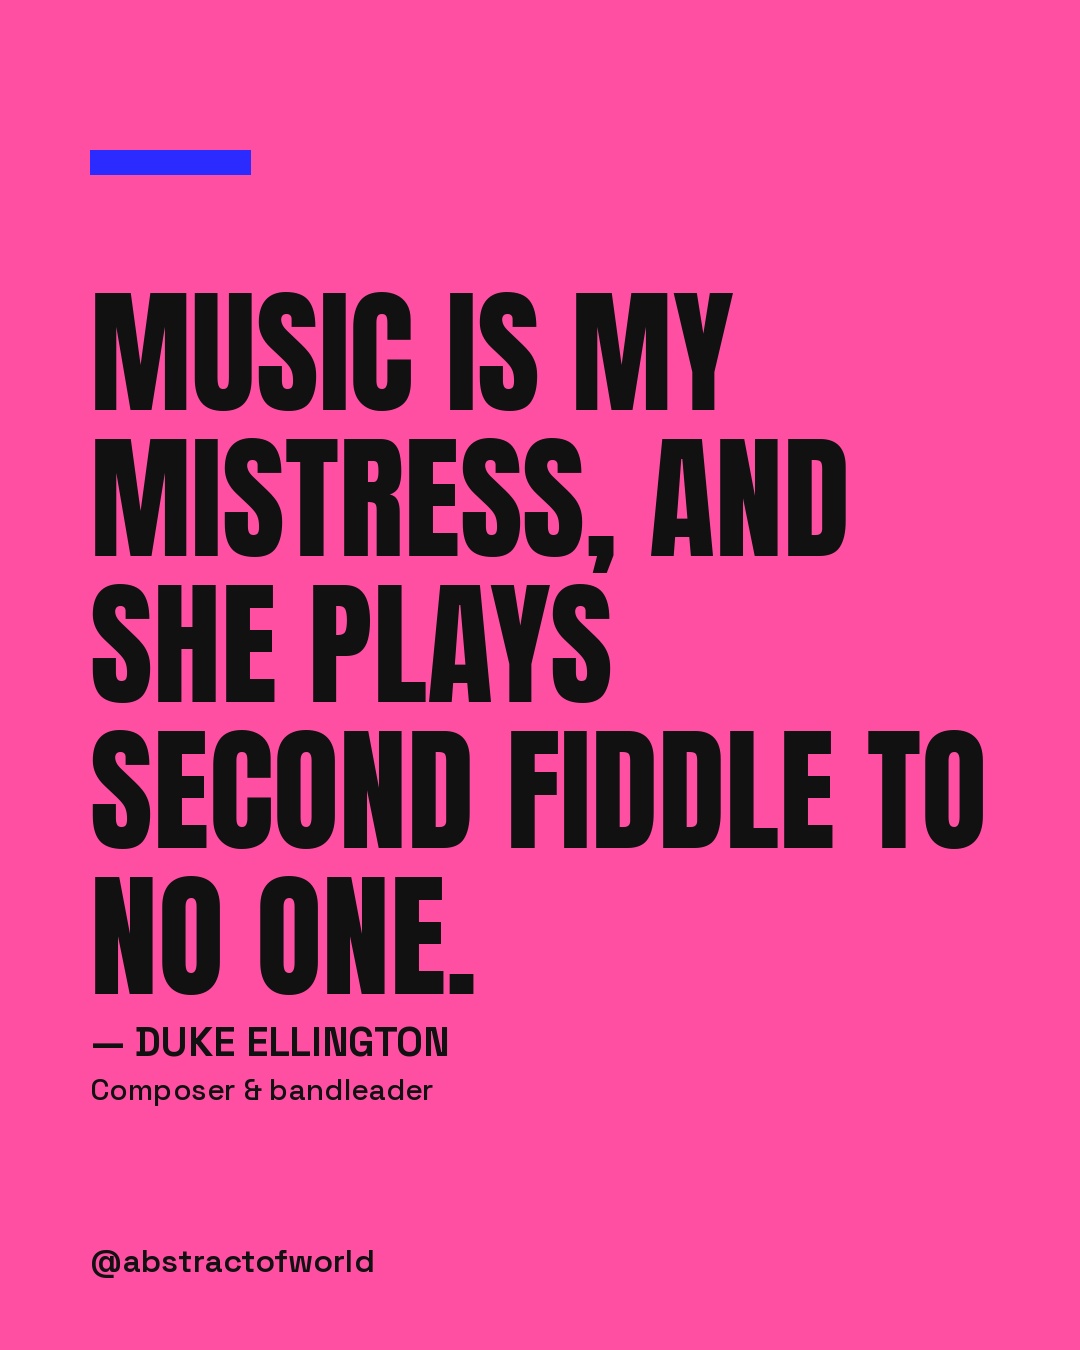 MUSIC IS MY
MISTRESS, AND
SHE PLAYS
SECOND FIDDLE TO
NO ONE.
— DUKE ELLINGTON
Composer & bandleader
@abstractofworld